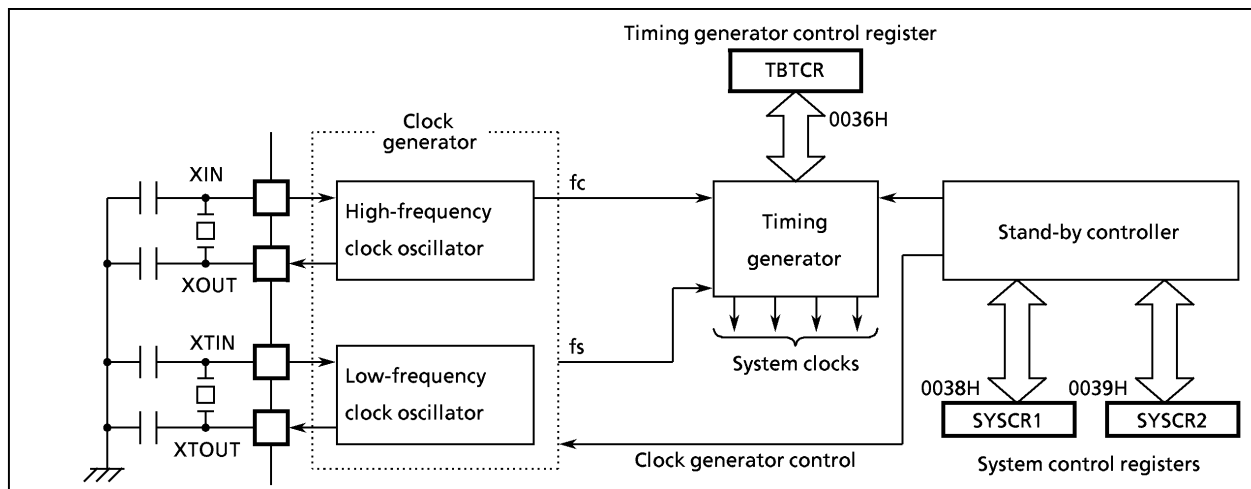 Timing generator control register
TBTCR
0036H
Clock
generator
XIN
High-frequency
clock oscillator
XOUT
fc
Timing
generator
Stand-by controller
XTIN
Low-frequency
clock oscillator
XTOUT
fs
System clocks
0038H
0039H
SYSCR1
SYSCR2
Clock generator control
System control registers